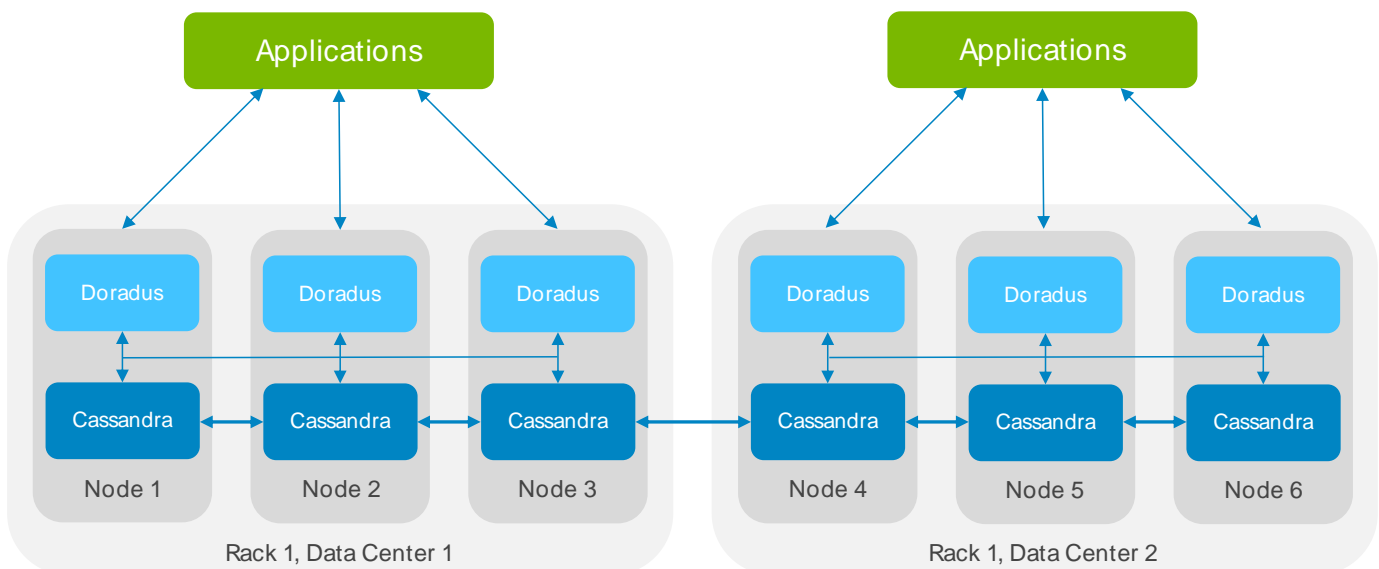 Applications
Applications
Doradus
Doradus
Doradus
Doradus
Doradus
Doradus
Cassandra
Cassandra
Cassandra
Cassandra
Cassandra
Cassandra
Node 1
Node 2
Node 3
Node 4
Node 5
Node 6
Rack 1, Data Center 1
Rack 1, Data Center 2